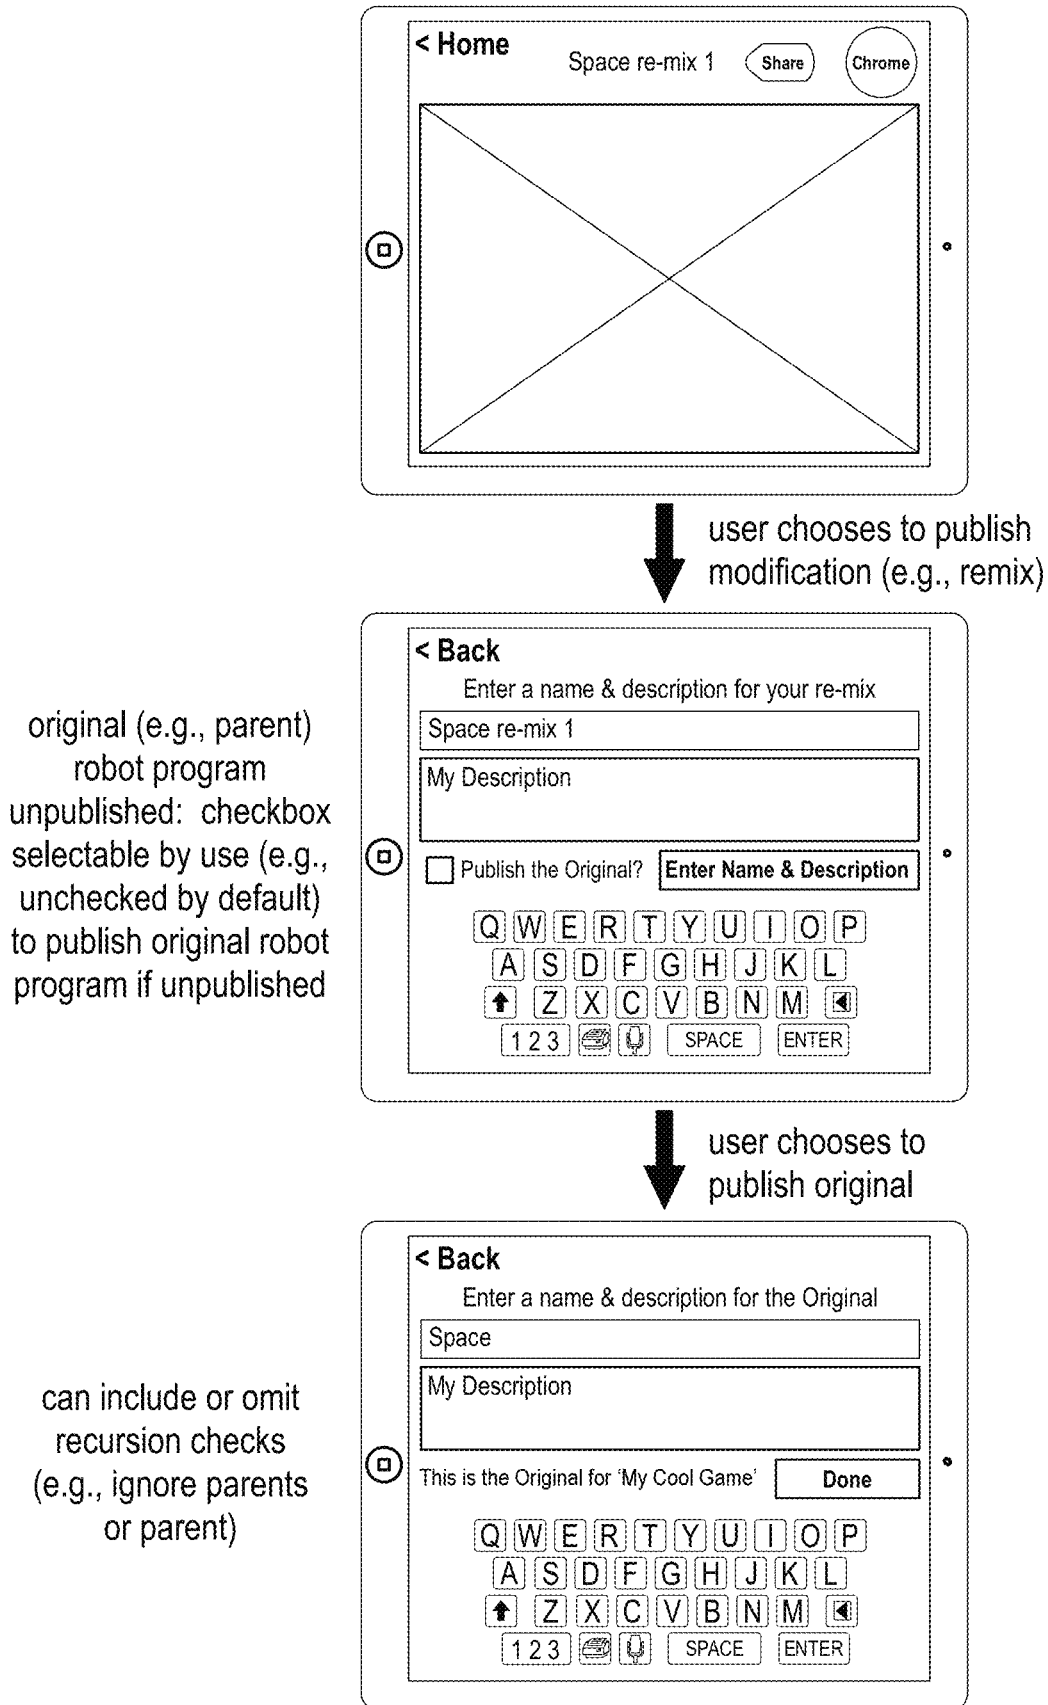 < Home
Space re-mix 1
Share
Chrome
user chooses to publish
modification (e.g., remix)
original (e.g., parent)
robot program
unpublished: checkbox
selectable by use (e.g.,
unchecked by default)
to publish original robot
program if unpublished
< Back
Enter a name & description for your re-mix
Space re-mix 1
My Description
Publish the Original?
Enter Name & Description
Q W E R T Y U I O P
A S D F G H J K L
Z X C V B N M
1 2 3 SPACE ENTER
user chooses to
publish original
can include or omit
recursion checks
(e.g., ignore parents
or parent)
< Back
Enter a name & description for the Original
Space
My Description
This is the Original for 'My Cool Game'
Done
Q W E R T Y U I O P
A S D F G H J K L
Z X C V B N M
1 2 3 SPACE ENTER